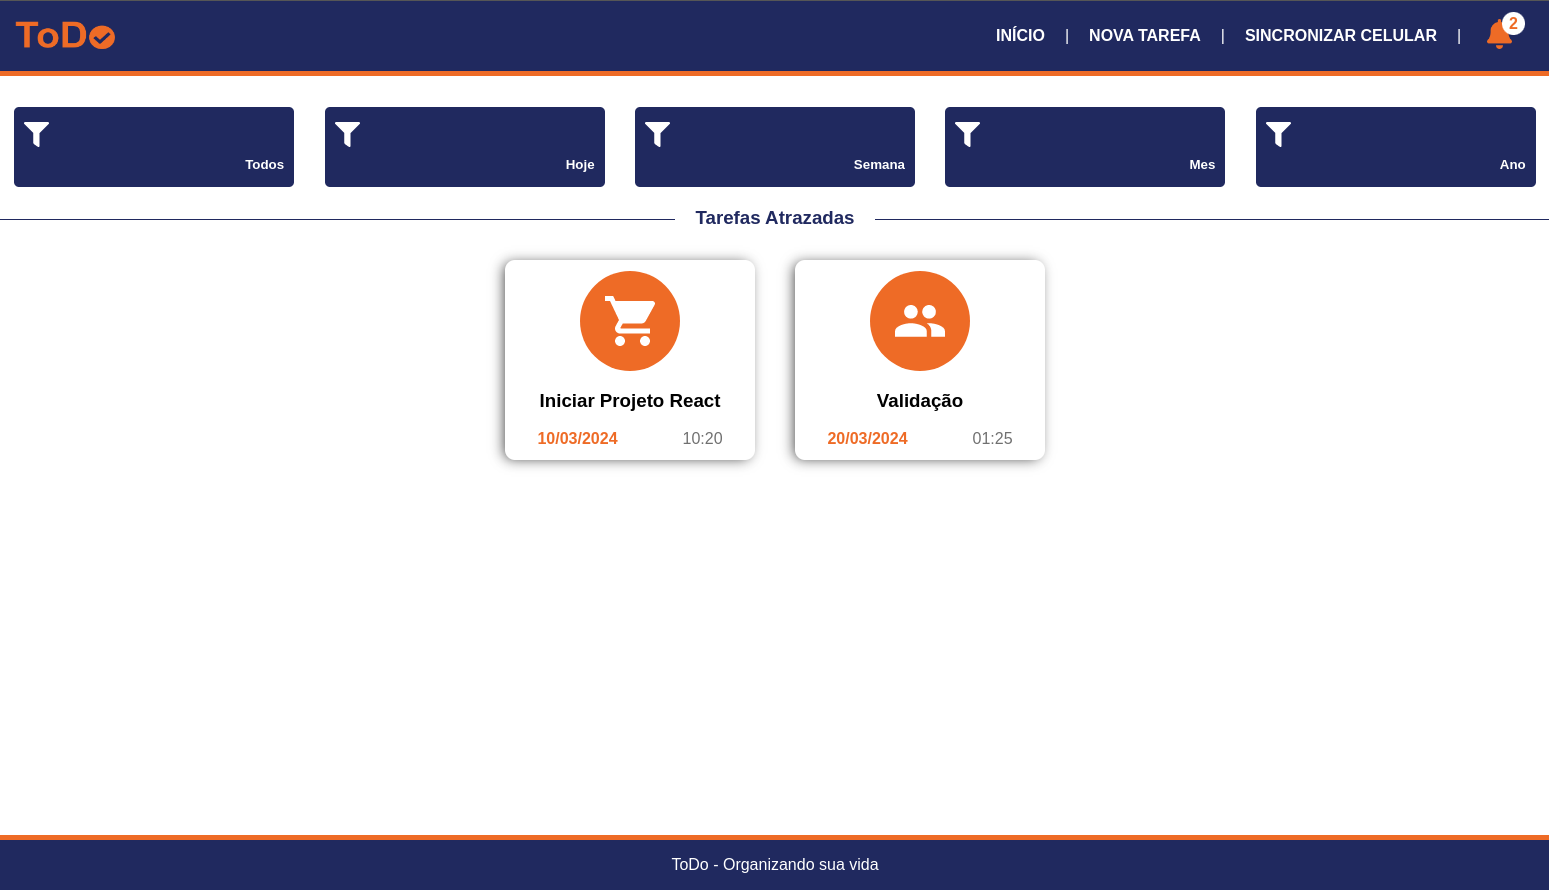 ToDo
INÍCIO | NOVA TAREFA | SINCRONIZAR CELULAR | 2
Todos Hoje Semana Mes Ano
Tarefas Atrazadas
Iniciar Projeto React Validação
10/03/2024 10:20 20/03/2024 01:25
ToDo - Organizando sua vida